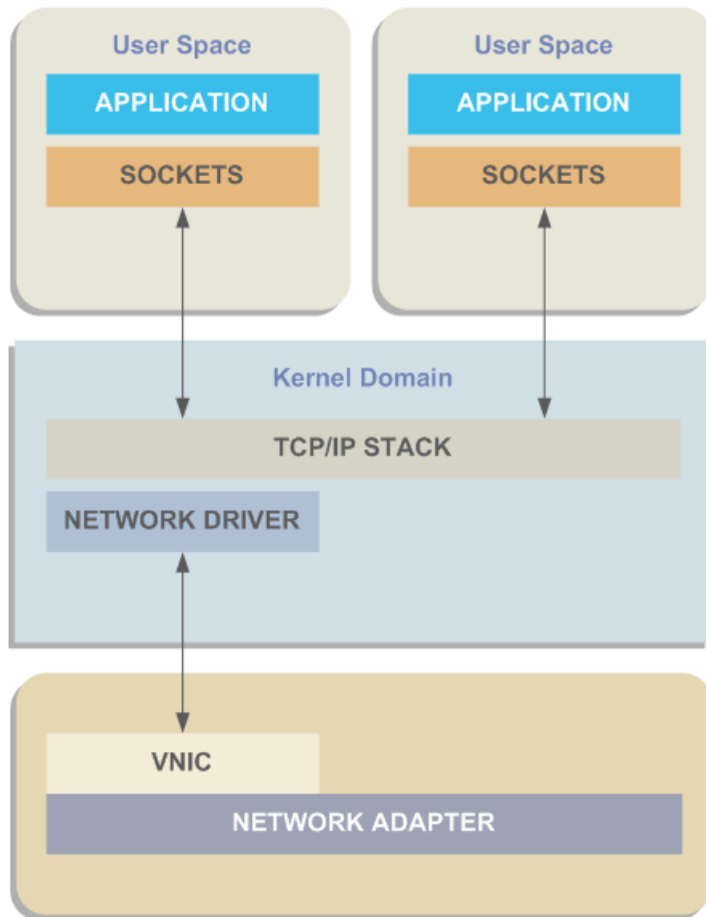 User Space
APPLICATION
SOCKETS
User Space
APPLICATION
SOCKETS
Kernel Domain
TCP/IP STACK
NETWORK DRIVER
VNIC
NETWORK ADAPTER